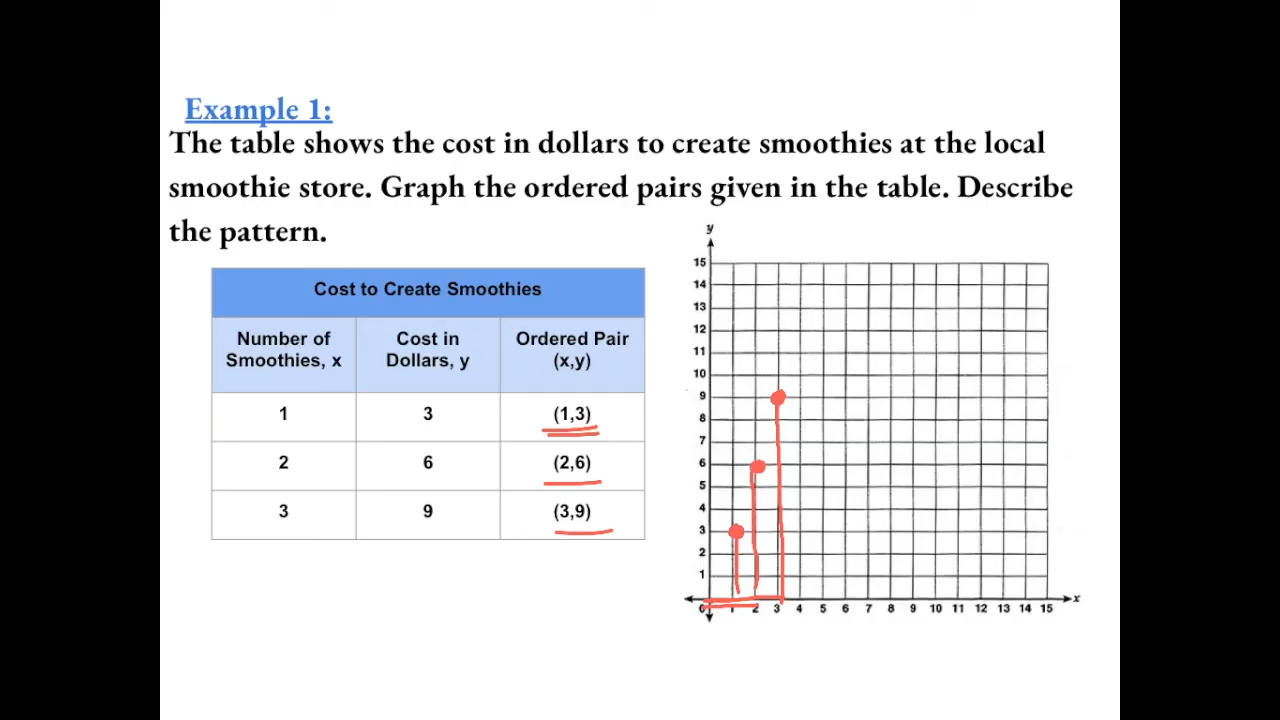 Example 1:
The table shows the cost in dollars to create smoothies at the local
smoothie store. Graph the ordered pairs given in the table. Describe
the pattern.
Cost to Create Smoothies
Number of Smoothies, x
Cost in Dollars, y
Ordered Pair (x,y)
1 3 (1,3)
2 6 (2,6)
3 9 (3,9)
y
15
14
13
12
11
10
9
8
7
6
5
4
3
2
1
0 1 2 3 4 5 6 7 8 9 10 11 12 13 14 15 x